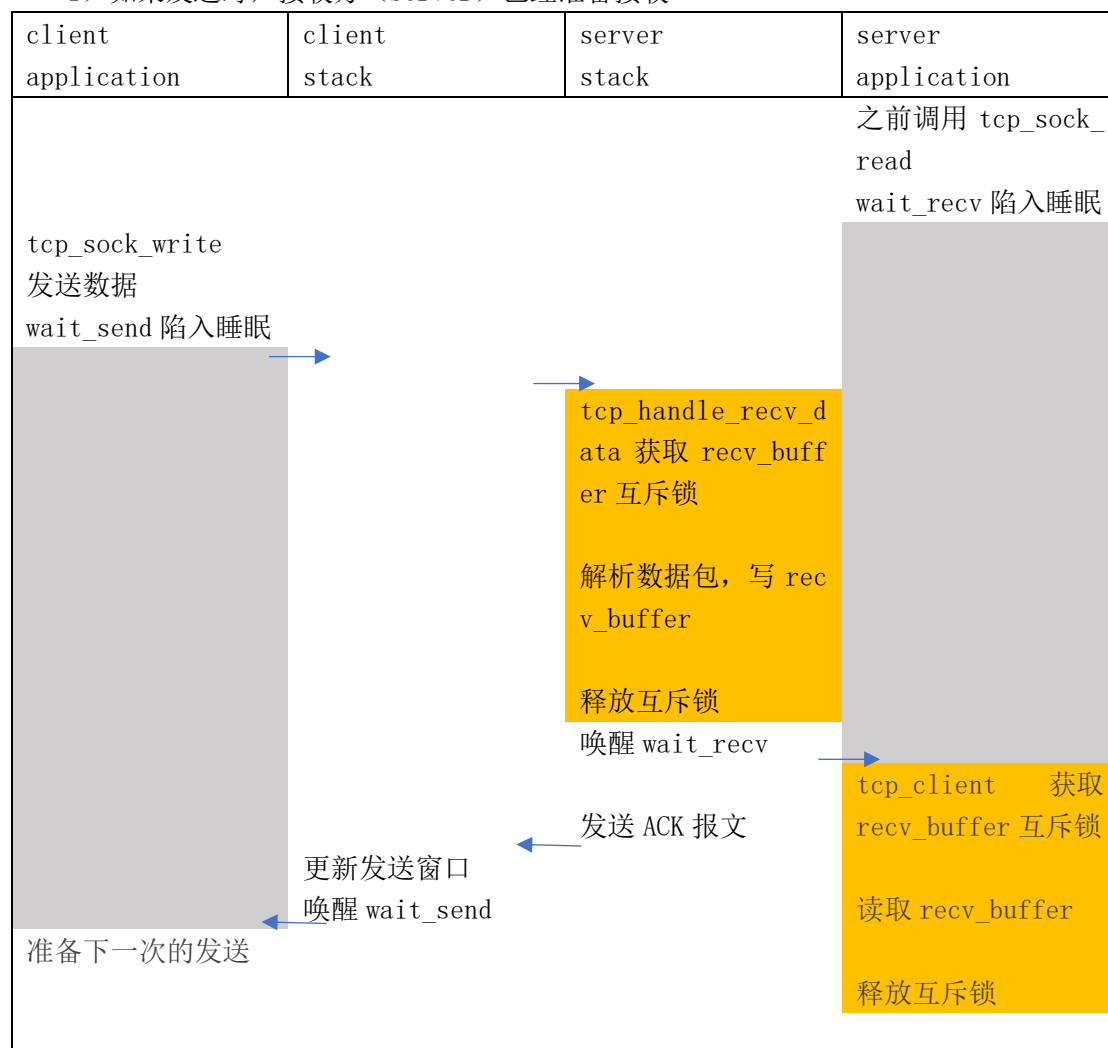 client
application
client
stack
server
stack
server
application
之前调用 tcp_sock_
read
wait_recv 陷入睡眠
tcp_sock_write
发送数据
wait_send 陷入睡眠
tcp_handle_recv_d
ata 获取 recv_buff
er 互斥锁
解析数据包，写 rec
v_buffer
释放互斥锁
唤醒 wait_recv
tcp_client 获取
recv_buffer 互斥锁
发送 ACK 报文
更新发送窗口
唤醒 wait_send
读取 recv_buffer
准备下一次的发送
释放互斥锁